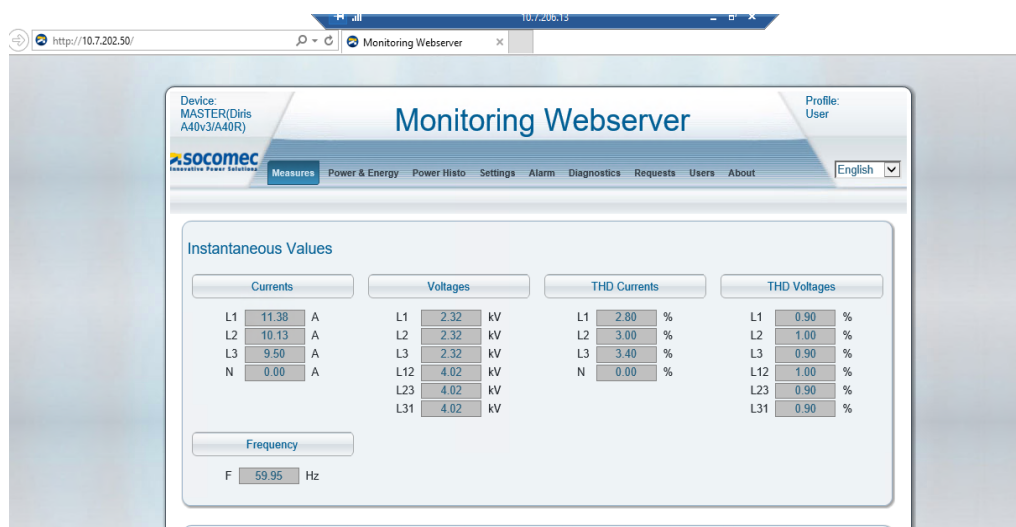 10.7.206.13
http://10.7.202.50/
Monitoring Webserver
Device:
MASTER(Diris
A40v3/A40R)
Monitoring Webserver
Profile:
User
socomec
Innovative Power Solutions
Measures Power & Energy Power Histo Settings Alarm Diagnostics Requests Users About
English
Instantaneous Values
Currents Voltages THD Currents THD Voltages
L1 11.38 A L1 2.32 kV L1 2.80 % L1 0.90 %
L2 10.13 A L2 2.32 kV L2 3.00 % L2 1.00 %
L3 9.50 A L3 2.32 kV L3 3.40 % L3 0.90 %
N 0.00 A L12 4.02 kV N 0.00 % L12 1.00 %
L23 4.02 kV L23 0.90 %
L31 4.02 kV L31 0.90 %
Frequency
F 59.95 Hz